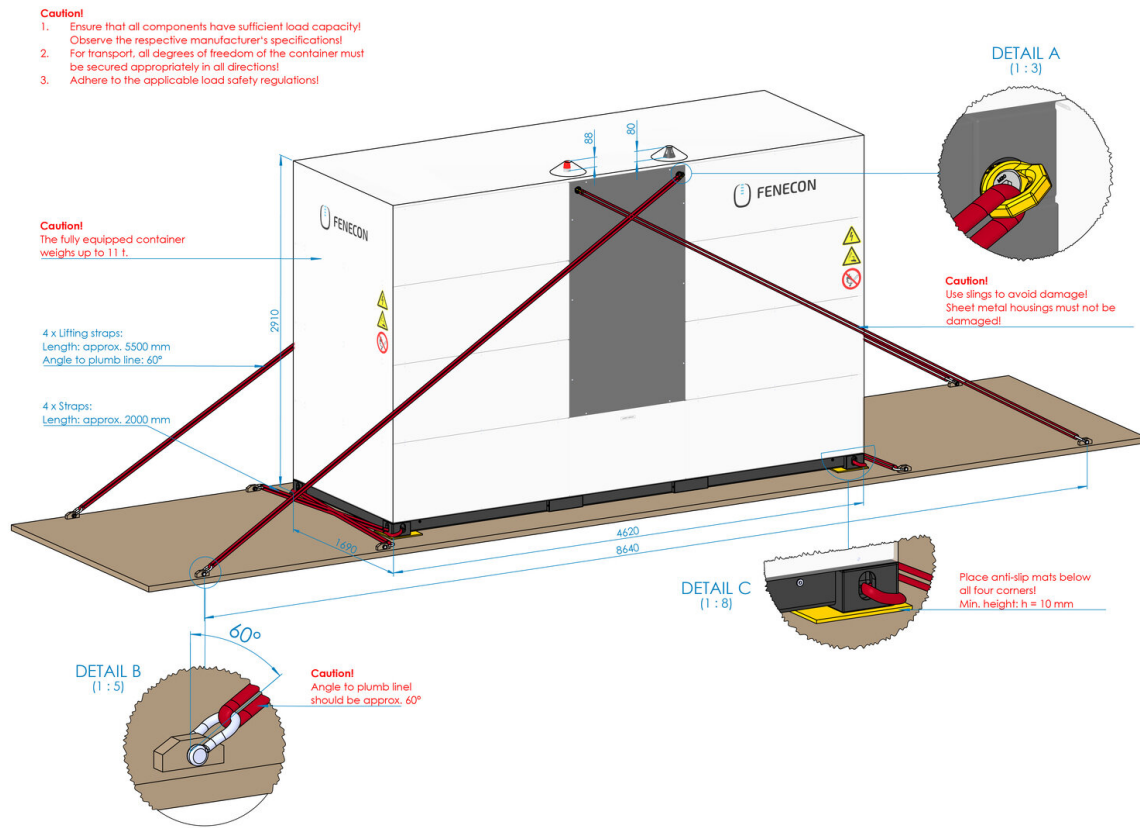 Caution!
1. Ensure that all components have sufficient load capacity!
Observe the respective manufacturer's specifications!
2. For transport, all degrees of freedom of the container must
be secured appropriately in all directions!
3. Adhere to the applicable load safety regulations!
DETAIL A
(1 : 3)
88
80
FENECON
FENECON
Caution!
The fully equipped container
weighs up to 11 t.
Caution!
Use slings to avoid damage!
Sheet metal housings must not be
damaged!
2910
4 x Lifting straps:
Length: approx. 5500 mm
Angle to plumb line: 60°
4 x Straps:
Length: approx. 2000 mm
1690
4620
8640
DETAIL C
(1 : 8)
Place anti-slip mats below
all four corners!
Min. height: h = 10 mm
60°
DETAIL B
(1 : 5)
Caution!
Angle to plumb linel
should be approx. 60°